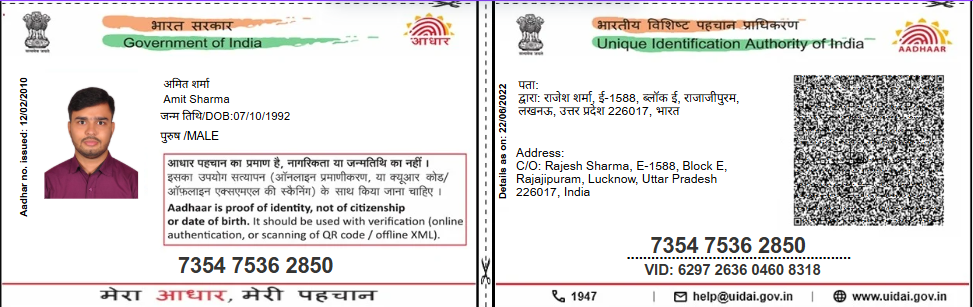 भारत सरकार
Government of India
आधार
Aadhar no. issued: 12/02/2010
अमित शर्मा
Amit Sharma
जन्म तिथि/DOB:07/10/1992
पुरुष /MALE
आधार पहचान का प्रमाण है, नागरिकता या जन्मतिथि का नहीं ।
इसका उपयोग सत्यापन (ऑनलाइन प्रमाणीकरण, या क्यूआर कोड/
ऑफ़लाइन एक्सएमएल की स्कैनिंग) के साथ किया जाना चाहिए ।
Aadhaar is proof of identity, not of citizenship
or date of birth. It should be used with verification (online
authentication, or scanning of QR code / offline XML).
7354 7536 2850
मेरा आधार, मेरी पहचान
भारतीय विशिष्ट पहचान प्राधिकरण
Unique Identification Authority of India
AADHAAR
Details as on: 22/06/2022
पता:
द्वारा: राजेश शर्मा, ई-1588, ब्लॉक ई, राजाजीपुरम,
लखनऊ, उत्तर प्रदेश 226017, भारत
Address:
C/O: Rajesh Sharma, E-1588, Block E,
Rajajipuram, Lucknow, Uttar Pradesh
226017, India
7354 7536 2850
VID: 6297 2636 0460 8318
1947
help@uidai.gov.in
www.uidai.gov.in